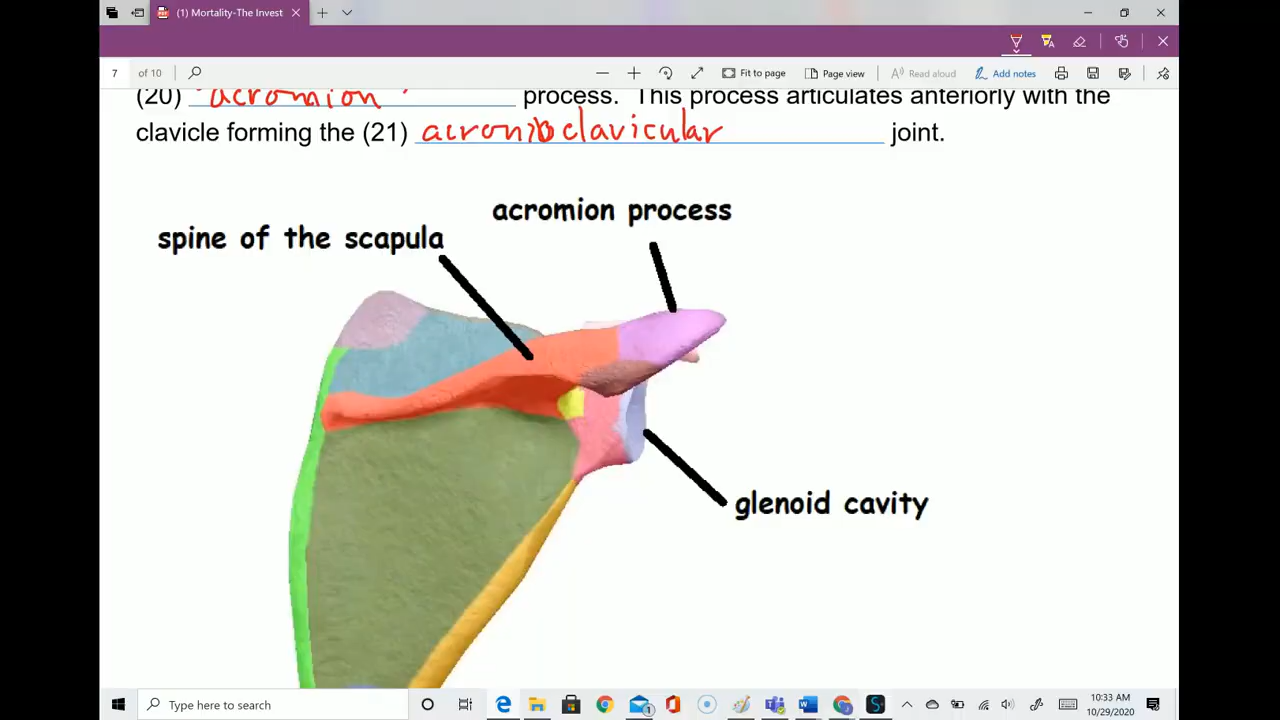 (1) Mortality-The Invest
7 of 10 Fit to page Page view Read aloud Add notes
(20) acromion process. This process articulates anteriorly with the
clavicle forming the (21) acromioclavicular joint.
acromion process
spine of the scapula
glenoid cavity
Type here to search
10:33 AM
10/29/2020